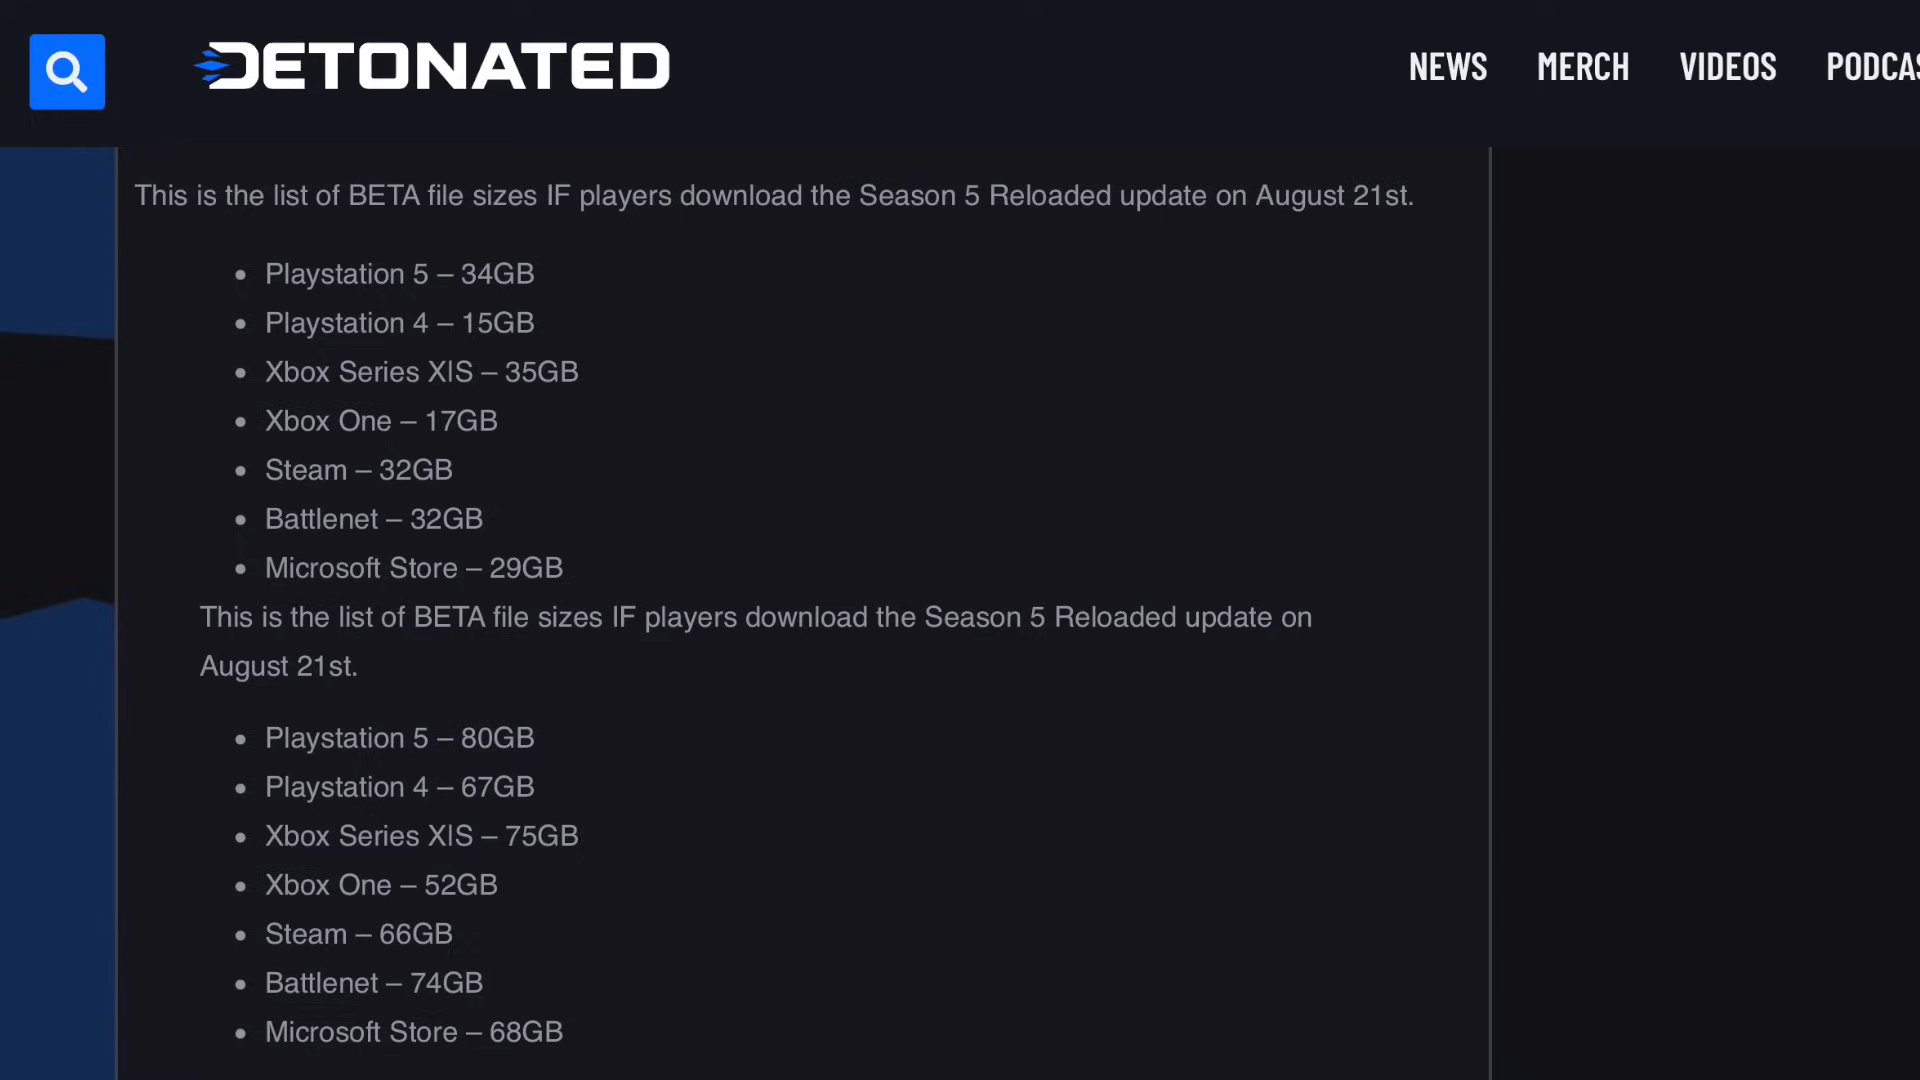 DETONATED
NEWS MERCH VIDEOS PODCAS
This is the list of BETA file sizes IF players download the Season 5 Reloaded update on August 21st.
• Playstation 5 – 34GB
• Playstation 4 – 15GB
• Xbox Series X|S – 35GB
• Xbox One – 17GB
• Steam – 32GB
• Battlenet – 32GB
• Microsoft Store – 29GB
This is the list of BETA file sizes IF players download the Season 5 Reloaded update on
August 21st.
• Playstation 5 – 80GB
• Playstation 4 – 67GB
• Xbox Series X|S – 75GB
• Xbox One – 52GB
• Steam – 66GB
• Battlenet – 74GB
• Microsoft Store – 68GB